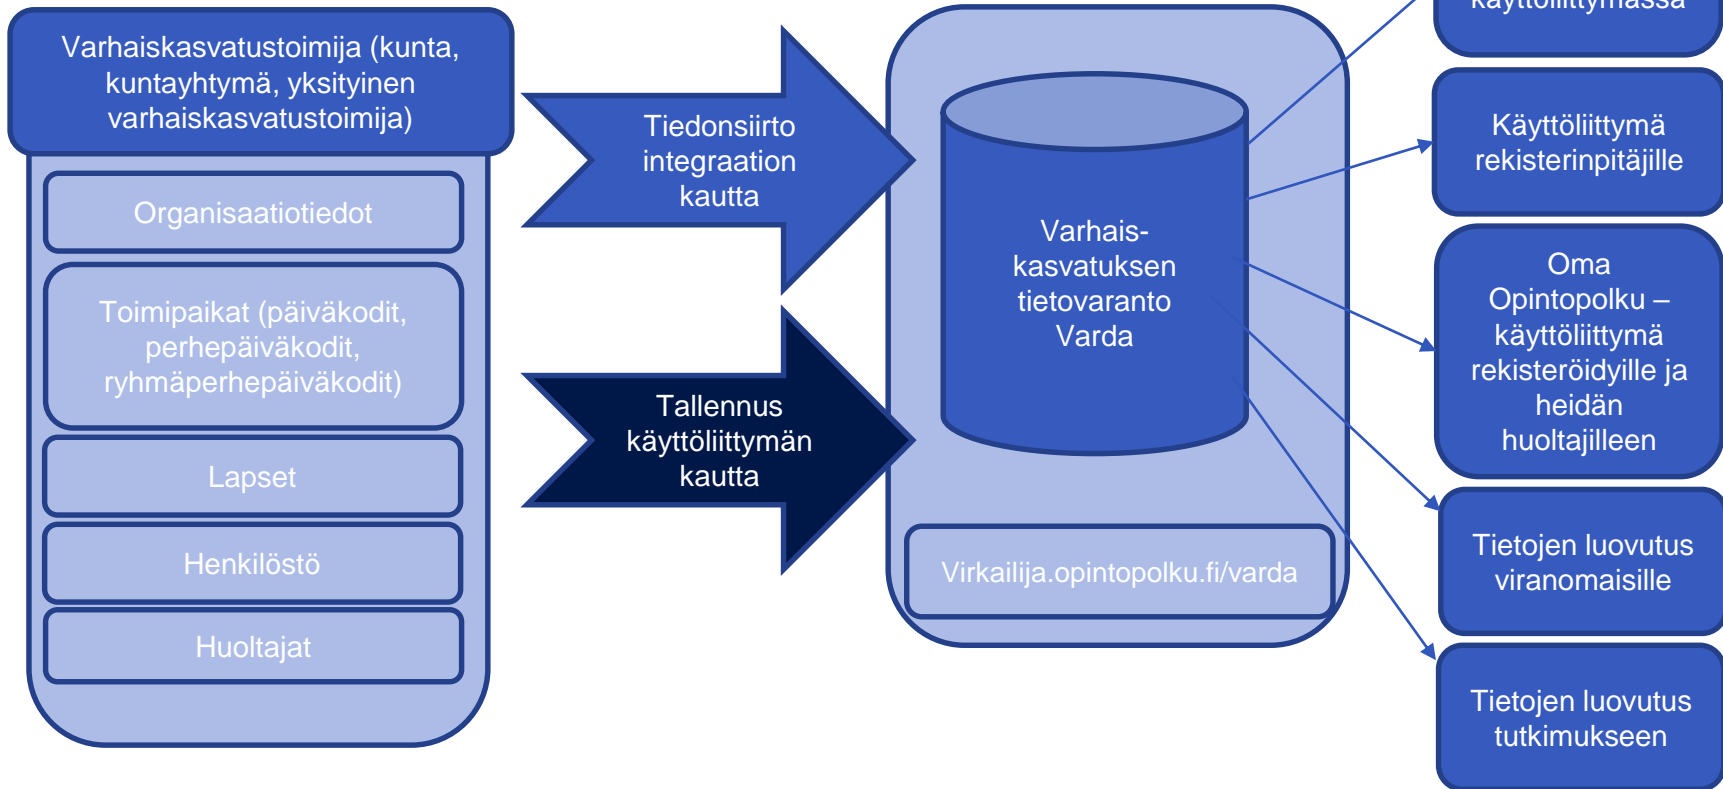 Varhaiskasvatustoimija (kunta,
kuntayhtymä, yksityinen
varhaiskasvatustoimija)
Organisaatiotiedot
Toimipaikat (päiväkodit,
perhepäiväkodit,
ryhmäperhepäiväkodit)
Lapset
Henkilöstö
Huoltajat
Tiedonsiirto
integraation
kautta
Tallennus
käyttöliittymän
kautta
Varhais-
kasvatuksen
tietovaranto
Varda
Virkailija.opintopolku.fi/varda
käyttöliittymässä
Käyttöliittymä
rekisterinpitäjille
Oma
Opintopolku –
käyttöliittymä
rekisteröidyille ja
heidän
huoltajilleen
Tietojen luovutus
viranomaisille
Tietojen luovutus
tutkimukseen